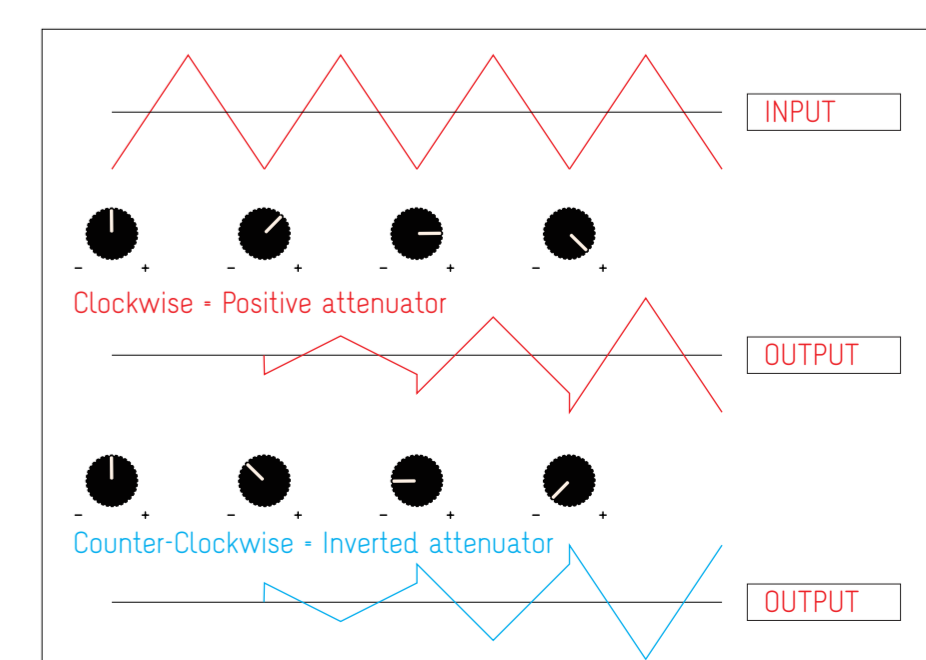 INPUT
- + - + - + - +
Clockwise = Positive attenuator
OUTPUT
- + - + - + - +
Counter-Clockwise = Inverted attenuator
OUTPUT